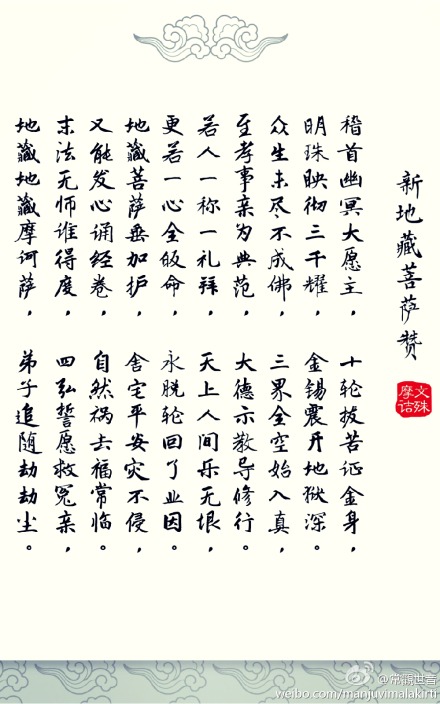 新地藏菩萨赞
文殊
摩诘
稽首幽冥大愿主，十轮拔苦证金身，
明珠映彻三千耀，金锡震开地狱深。
众生未尽不成佛，三界全空始入真，
至孝事亲为典范，大德示教导修行。
若人一称一礼拜，天上人间乐无垠，
更若一心全皈命，永脱轮回了业因。
地藏菩萨垂加护，舍宅平安灾不侵，
又能发心诵经卷，自然祸去福常临。
末法无师谁得度，四弘誓愿救冤亲，
地藏地藏摩诃萨，弟子追随劫劫尘。
weibo.com/manjuvimalakirti